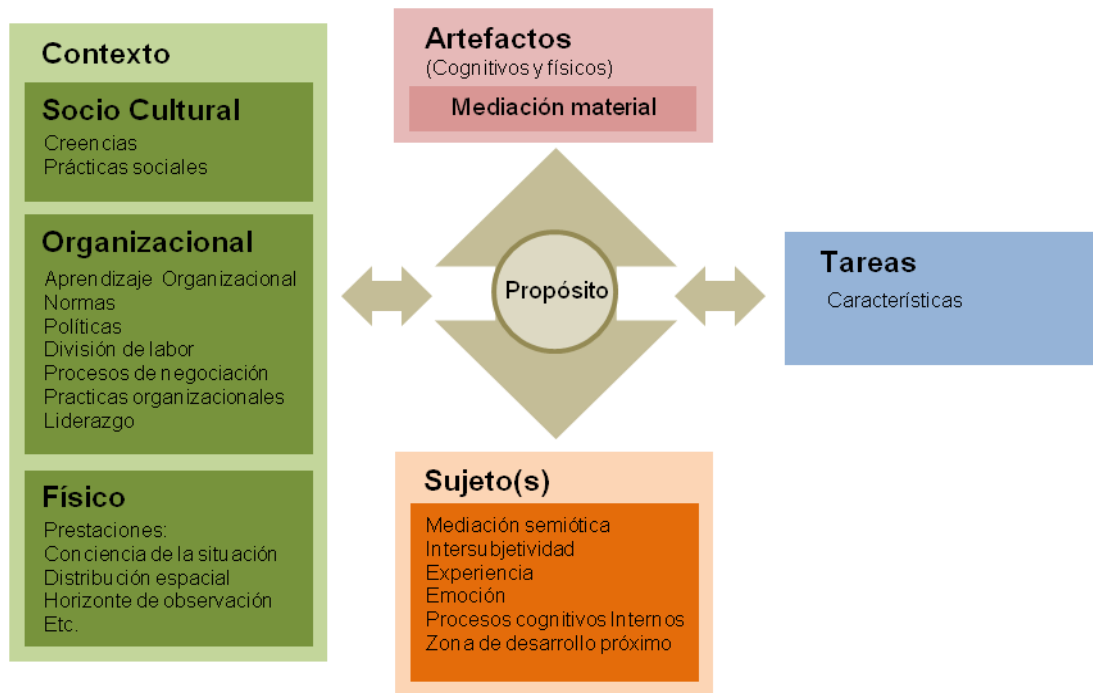 Contexto
Socio Cultural
Creencias
Prácticas sociales
Organizacional
Aprendizaje Organizacional
Normas
Políticas
División de labor
Procesos de negociación
Practicas organizacionales
Liderazgo
Físico
Prestaciones:
Conciencia de la situación
Distribución espacial
Horizonte de observación
Etc.
Artefactos
(Cognitivos y físicos)
Mediación material
Propósito
Tareas
Características
Sujeto(s)
Mediación semiótica
Intersubjetividad
Experiencia
Emoción
Procesos cognitivos Internos
Zona de desarrollo próximo